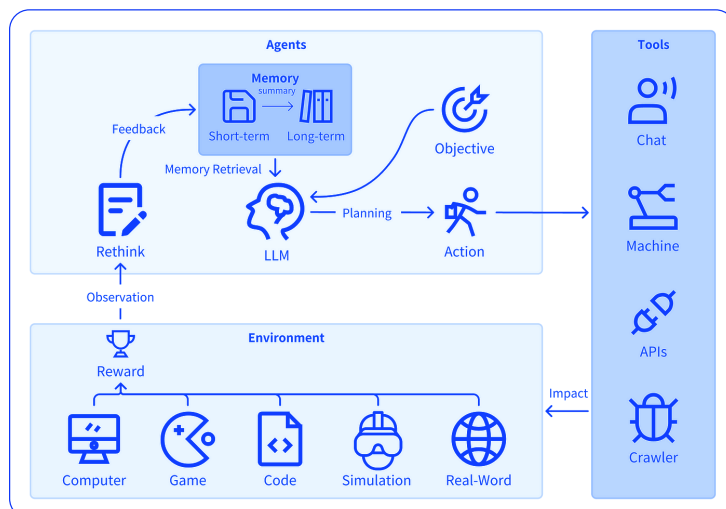 Agents
Memory
summary
Short-term
Long-term
Feedback
Memory Retrieval
Objective
Rethink
LLM
Planning
Action
Tools
Chat
Machine
APIs
Crawler
Observation
Environment
Reward
Impact
Computer
Game
Code
Simulation
Real-Word